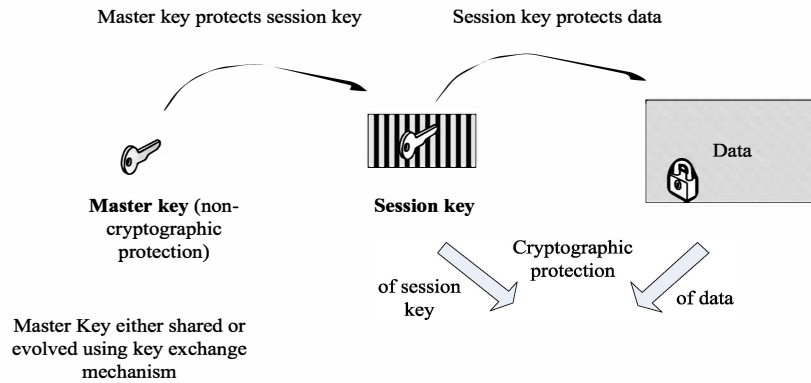 Master key protects session key
Session key protects data
Data
Master key (non-
cryptographic
protection)
Session key
Cryptographic
protection
of session
key
of data
Master Key either shared or
evolved using key exchange
mechanism